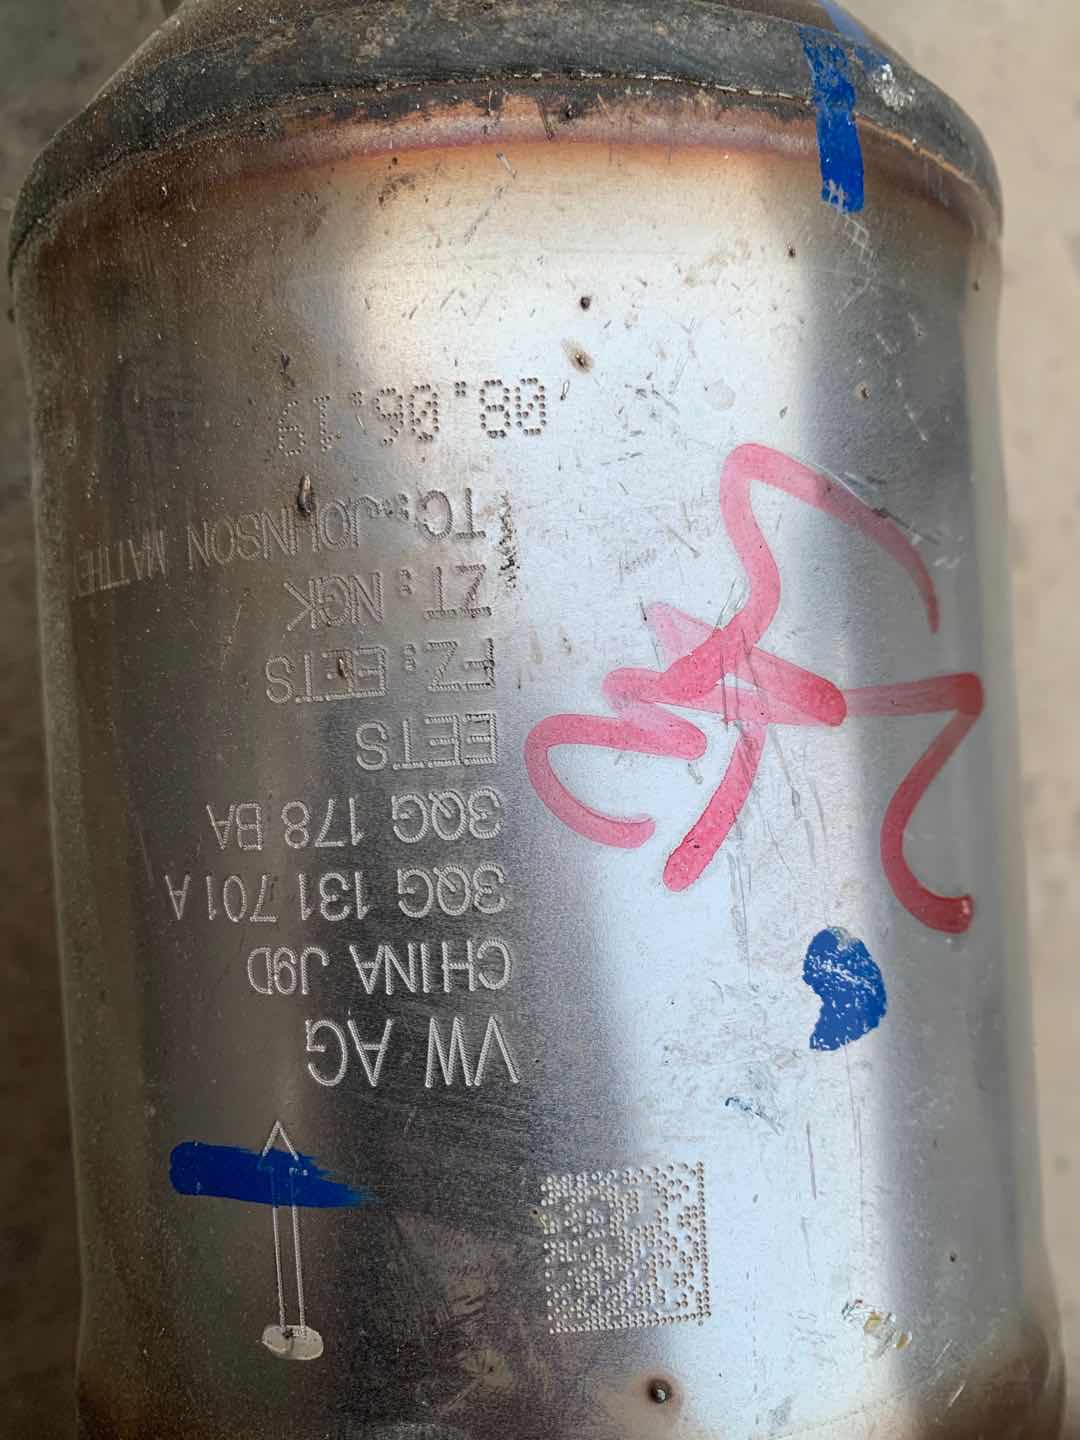 VW AG
CHINA J9D
3QG 131 701 A
3QG 178 BA
EETS
FZ: EETS
ZT: NGK
TC: JOHNSON MATTHE
08.06.19